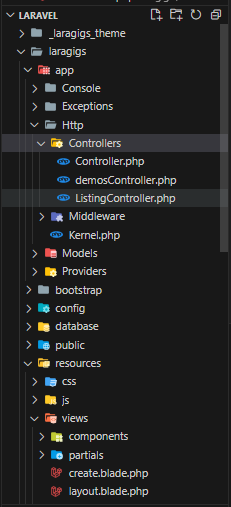 LARAVEL
_laragigs_theme
laragigs
app
Console
Exceptions
Http
Controllers
Controller.php
demosController.php
ListingController.php
Middleware
Kernel.php
Models
Providers
bootstrap
config
database
public
resources
css
js
views
components
partials
create.blade.php
layout.blade.php